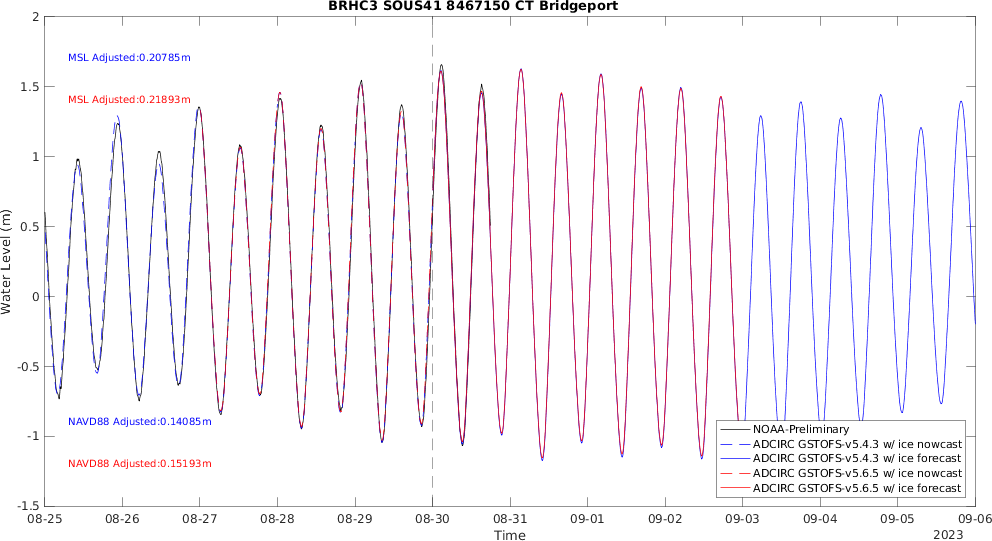 BRHC3 SOUS41 8467150 CT Bridgeport
2
1.5
1
0.5
0
-0.5
-1
-1.5
Water Level (m)
MSL Adjusted:0.20785m
MSL Adjusted:0.21893m
NAVD88 Adjusted:0.14085m
NAVD88 Adjusted:0.15193m
NOAA-Preliminary
ADCIRC GSTOFS-v5.4.3 w/ ice nowcast
ADCIRC GSTOFS-v5.4.3 w/ ice forecast
ADCIRC GSTOFS-v5.6.5 w/ ice nowcast
ADCIRC GSTOFS-v5.6.5 w/ ice forecast
08-25 08-26 08-27 08-28 08-29 08-30 08-31 09-01 09-02 09-03 09-04 09-05 09-06
Time
2023